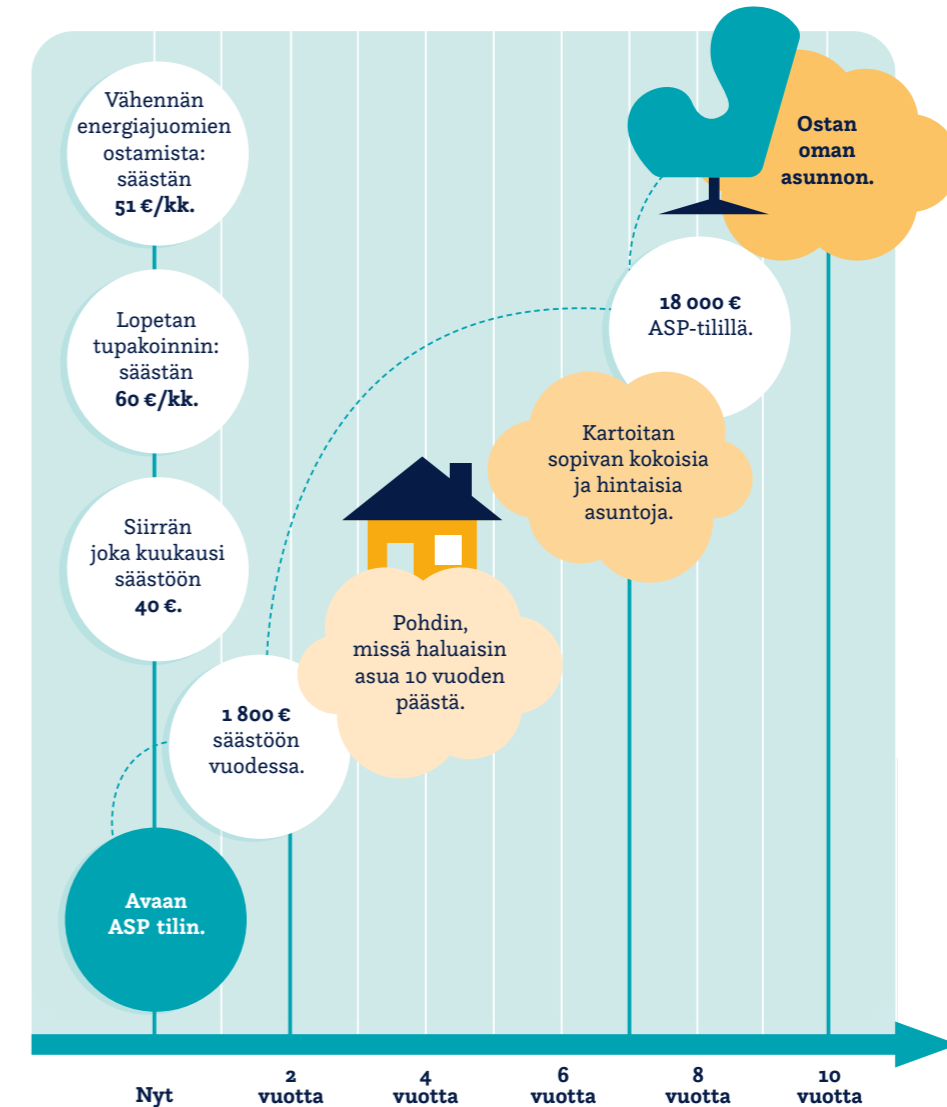 Vähennän
energiajuomien
ostamista:
säästän
51 €/kk.
Lopetan
tupakoinnin:
säästän
60 €/kk.
Siirrän
joka kuukausi
säästöön
40 €.
Avaan
ASP tilin.
1 800 €
säästöön
vuodessa.
Pohdin,
missä haluaisin
asua 10 vuoden
päästä.
Kartoitan
sopivan kokoisia
ja hintaisia
asuntoja.
18 000 €
ASP-tilillä.
Ostan
oman
asunnon.
Nyt
2
vuotta
4
vuotta
6
vuotta
8
vuotta
10
vuotta